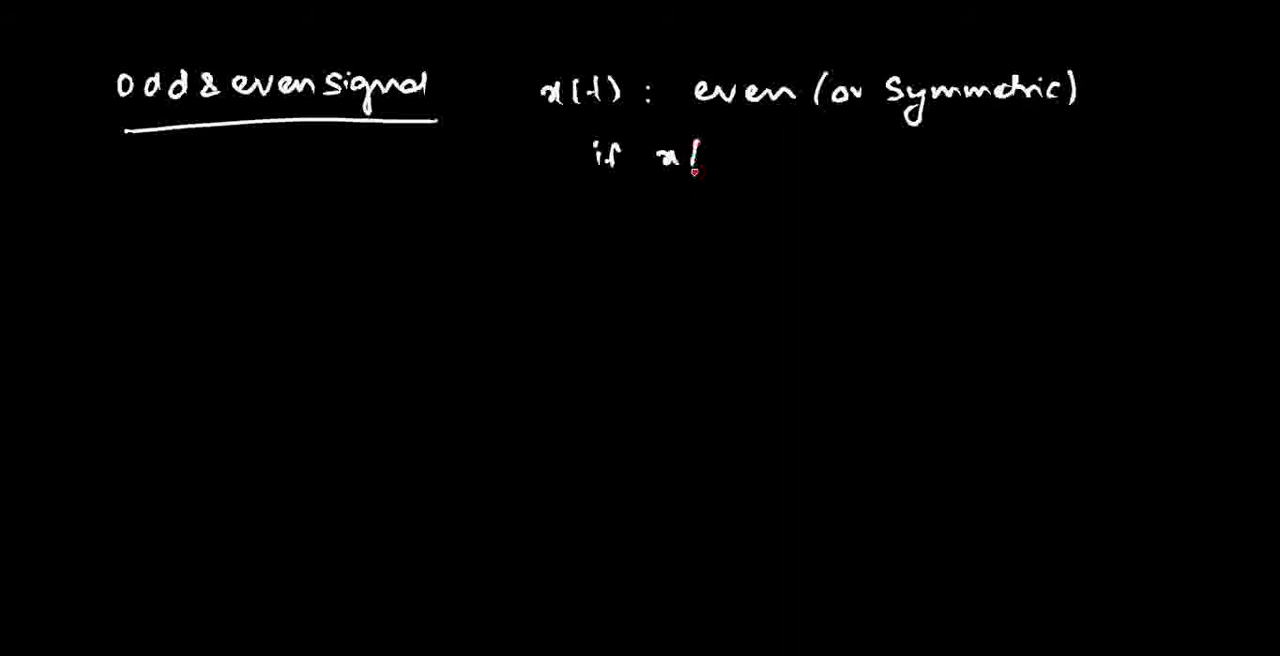 odd & even signal x(t) : even (or symmetric)
if x(